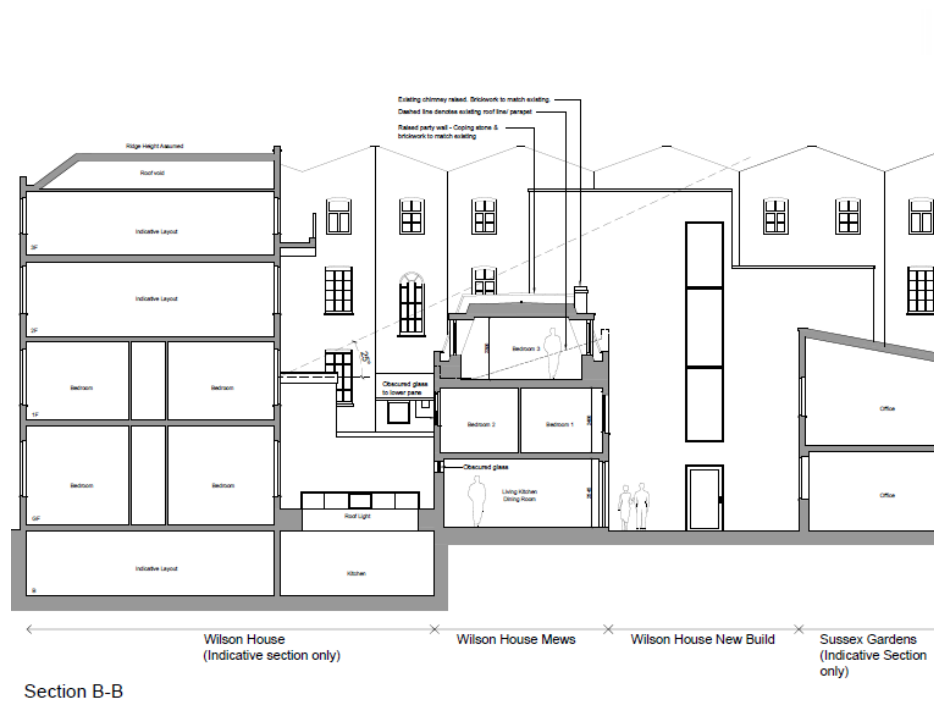 Existing chimney raised. Brickwork to match existing.
Dashed line denotes existing roof line/ parapet
Raised party wall - Coping stone &
brickwork to match existing
Ridge Height Assumed
Roof void
Indicative Layout
3F
Indicative Layout
2F
Bedroom
Bedroom
1F
Bedroom
Bedroom
GF
Indicative Layout
B
Kitchen
Roof Light
25°
Obscured glass
to lower pane
Bedroom 3
Bedroom 2
Bedroom 1
Obscured glass
Living Kitchen
Dining Room
Office
Office
Wilson House
(Indicative section only)
Wilson House Mews
Wilson House New Build
Sussex Gardens
(Indicative Section
only)
Section B-B